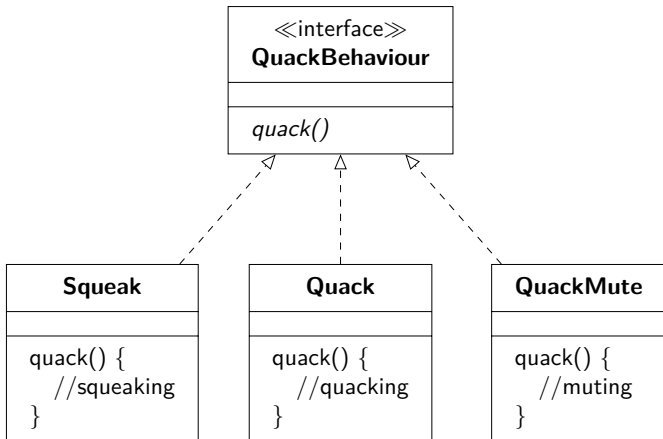 ≪interface≫
QuackBehaviour
quack()
Squeak
quack() {
//squeaking
}
Quack
quack() {
//quacking
}
QuackMute
quack() {
//muting
}